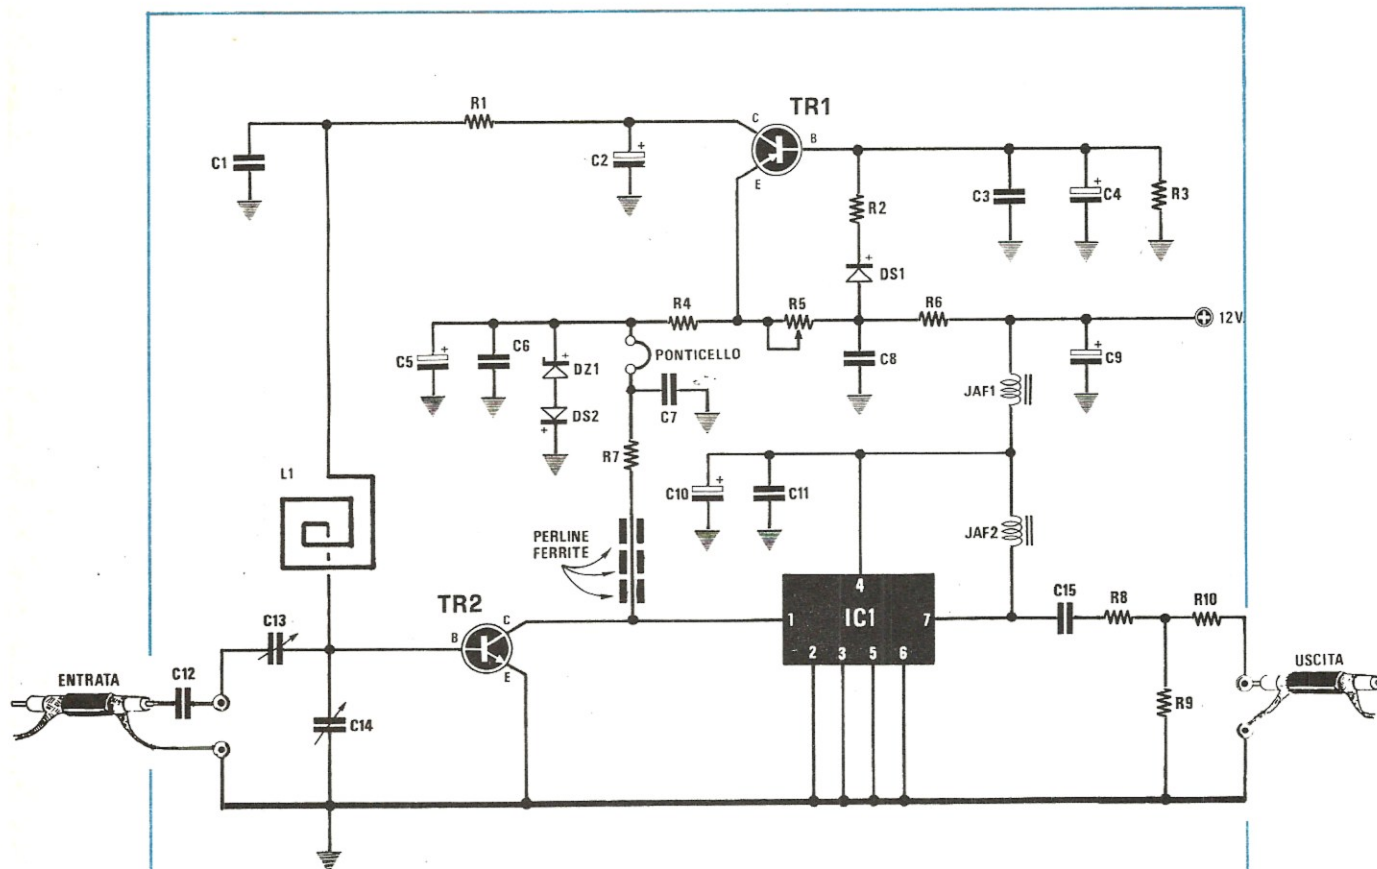 R1
TR1
C
B
E
C1
C2
+
C3
C4
+
R3
R2
DS1
+
R4
R5
R6
12V.
C5
+
C6
DZ1
+
DS2
+
PONTICELLO
C7
C8
C9
+
JAF1
R7
L1
C10
+
C11
JAF2
PERLINE
FERRITE
TR2
C
B
E
4
1
IC1
7
2
3
5
6
C15
R8
R10
C13
ENTRATA
C12
C14
R9
USCITA